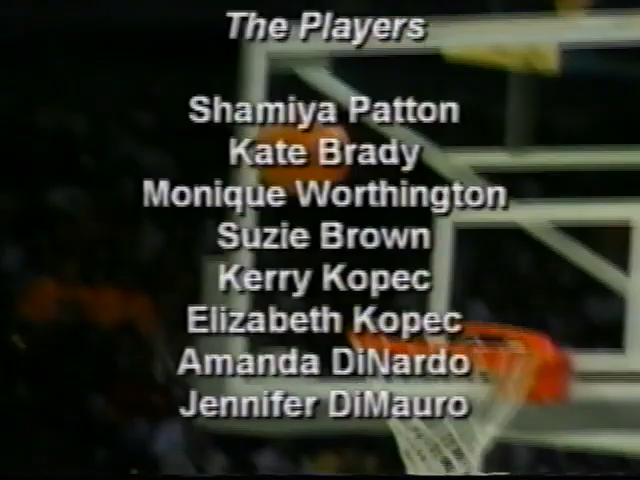 The Players
Shamiya Patton
Kate Brady
Monique Worthington
Suzie Brown
Kerry Kopec
Elizabeth Kopec
Amanda DiNardo
Jennifer DiMauro